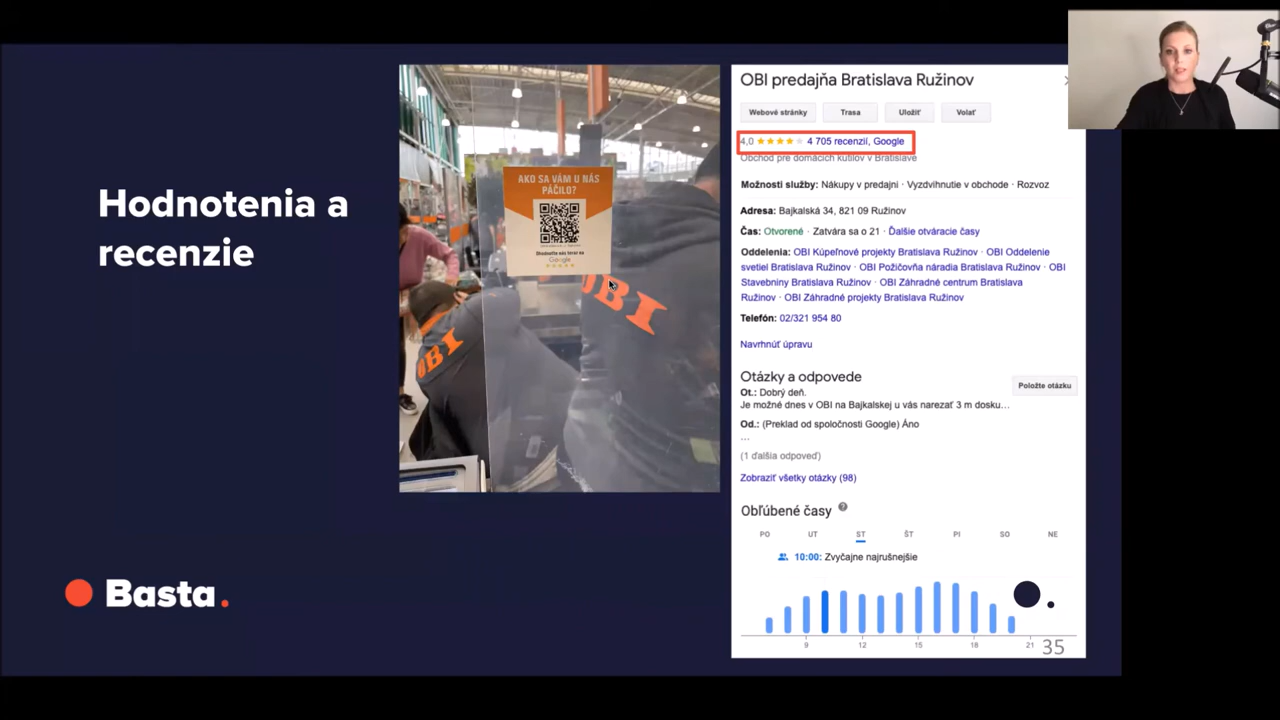 Hodnotenia a
recenzie
Basta.
AKO SA VÁM U NÁS
PÁČILO?
Ohodnoťte nás teraz na
Google
OBI
OBI
OBI predajňa Bratislava Ružinov
Webové stránky Trasa Uložiť Volať
4,0 4 705 recenzií, Google
Obchod pre domácich kutilov v Bratislave
Možnosti služby: Nákupy v predajni · Vyzdvihnutie v obchode · Rozvoz
Adresa: Bajkalská 34, 821 09 Ružinov
Čas: Otvorené · Zatvára sa o 21 · Ďalšie otváracie časy
Oddelenia: OBI Kúpeľnové projekty Bratislava Ružinov · OBI Oddelenie
svetiel Bratislava Ružinov · OBI Požičovňa náradia Bratislava Ružinov · OBI
Stavebniny Bratislava Ružinov · OBI Záhradné centrum Bratislava
Ružinov · OBI Záhradné projekty Bratislava Ružinov
Telefón: 02/321 954 80
Navrhnúť úpravu
Otázky a odpovede
Položte otázku
Ot.: Dobrý deň.
Je možné dnes v OBI na Bajkalskej u vás narezať 3 m dosku…
Od.: (Preklad od spoločnosti Google) Áno
…
(1 ďalšia odpoveď)
Zobraziť všetky otázky (98)
Obľúbené časy
PO UT ST ŠT PI SO NE
10:00: Zvyčajne najrušnejšie
9 12 15 18 21
35